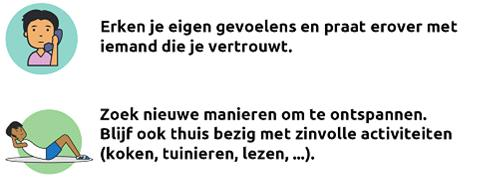 Erken je eigen gevoelens en praat erover met
iemand die je vertrouwt.
Zoek nieuwe manieren om te ontspannen.
Blijf ook thuis bezig met zinvolle activiteiten
(koken, tuinieren, lezen, ...).